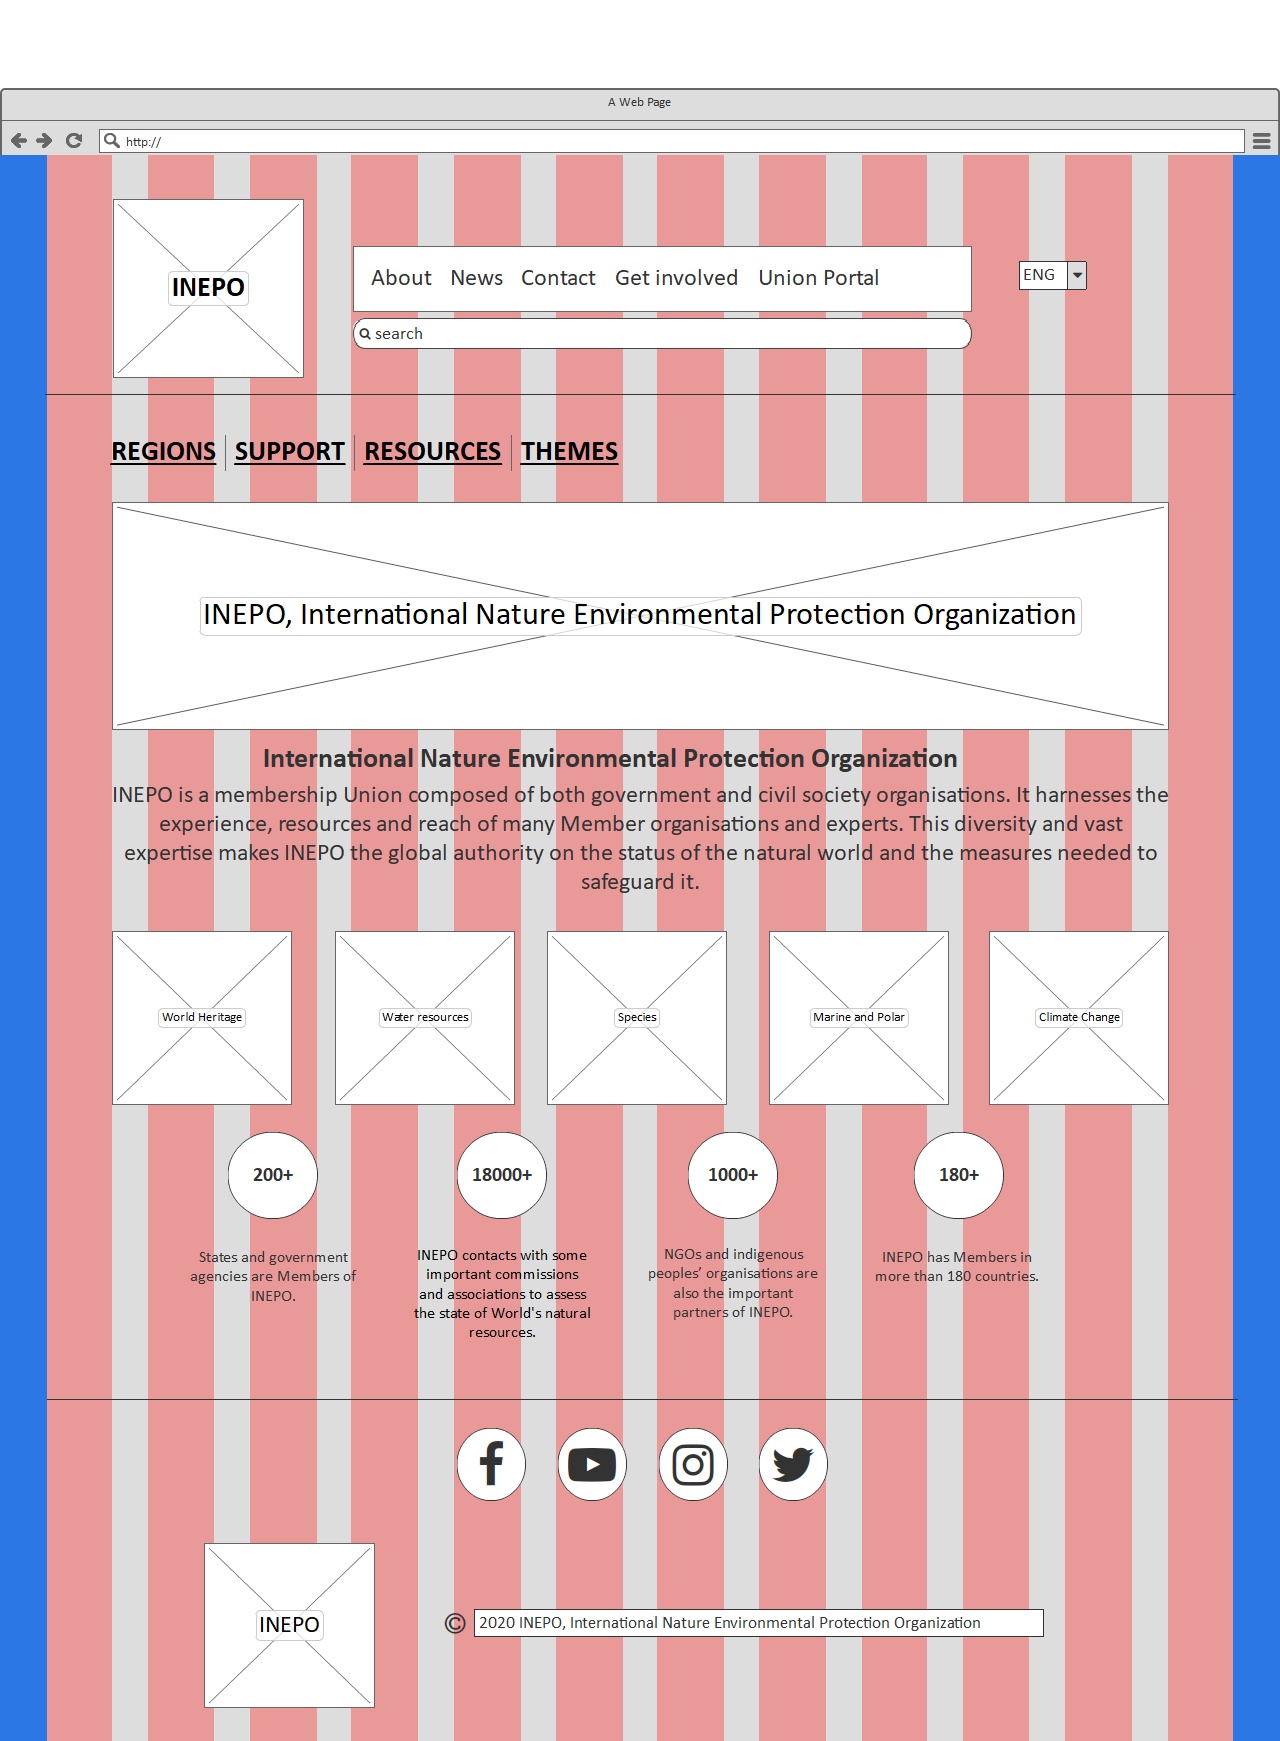 A Web Page
http://
INEPO
About News Contact Get involved Union Portal
ENG
search
REGIONS SUPPORT RESOURCES THEMES
INEPO, International Nature Environmental Protection Organization
International Nature Environmental Protection Organization
INEPO is a membership Union composed of both government and civil society organisations. It harnesses the
experience, resources and reach of many Member organisations and experts. This diversity and vast
expertise makes INEPO the global authority on the status of the natural world and the measures needed to
safeguard it.
World Heritage
Water resources
Species
Marine and Polar
Climate Change
200+
18000+
1000+
180+
States and government
agencies are Members of
INEPO.
INEPO contacts with some
important commissions
and associations to assess
the state of World's natural
resources.
NGOs and indigenous
peoples’ organisations are
also the important
partners of INEPO.
INEPO has Members in
more than 180 countries.
INEPO
© 2020 INEPO, International Nature Environmental Protection Organization